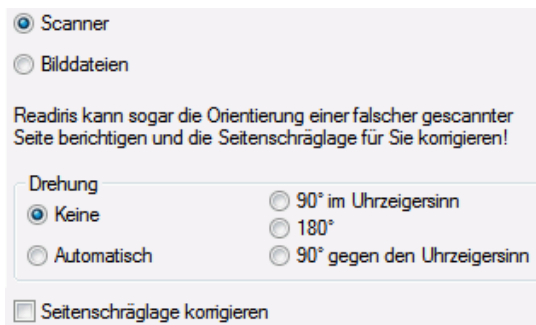 Scanner
Bilddateien
Readiris kann sogar die Orientierung einer falscher gescannter
Seite berichtigen und die Seitenschräglage für Sie korrigieren!
Drehung
Keine
90° im Uhrzeigersinn
180°
Automatisch
90° gegen den Uhrzeigersinn
Seitenschräglage korrigieren